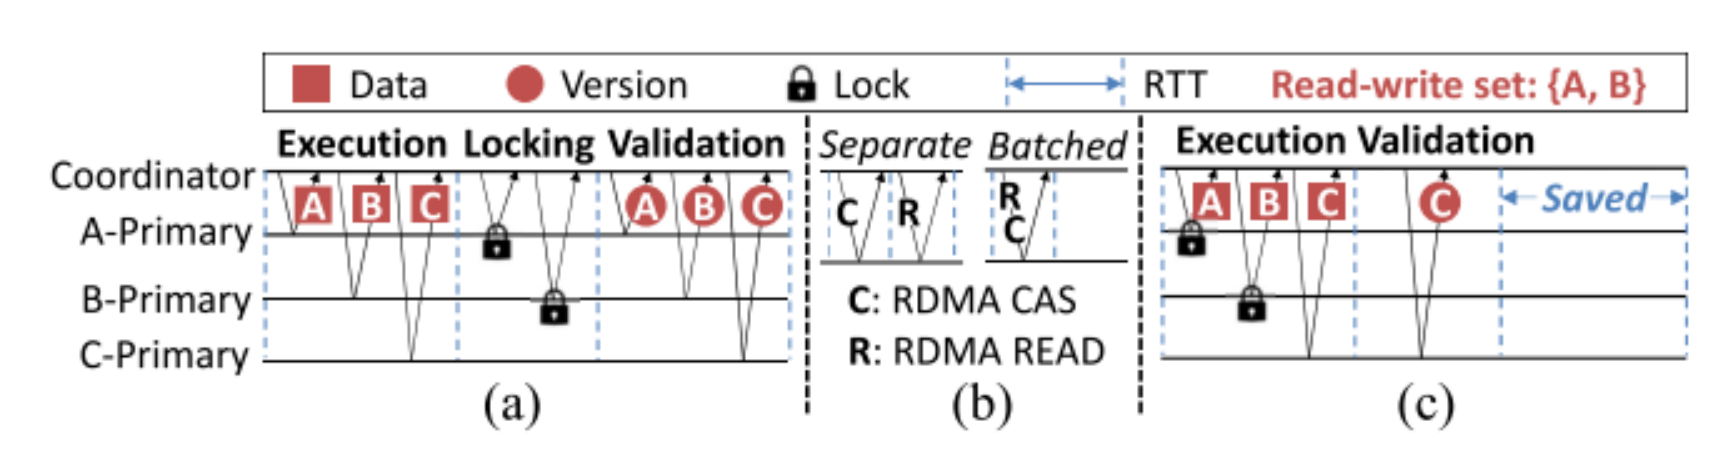 Data Version Lock RTT Read-write set: {A, B}
Execution Locking Validation
Coordinator
A-Primary
B-Primary
C-Primary
A B C
A B C
(a)
Separate Batched
C R
R
C
C: RDMA CAS
R: RDMA READ
(b)
Execution Validation
A B C
C
Saved
(c)